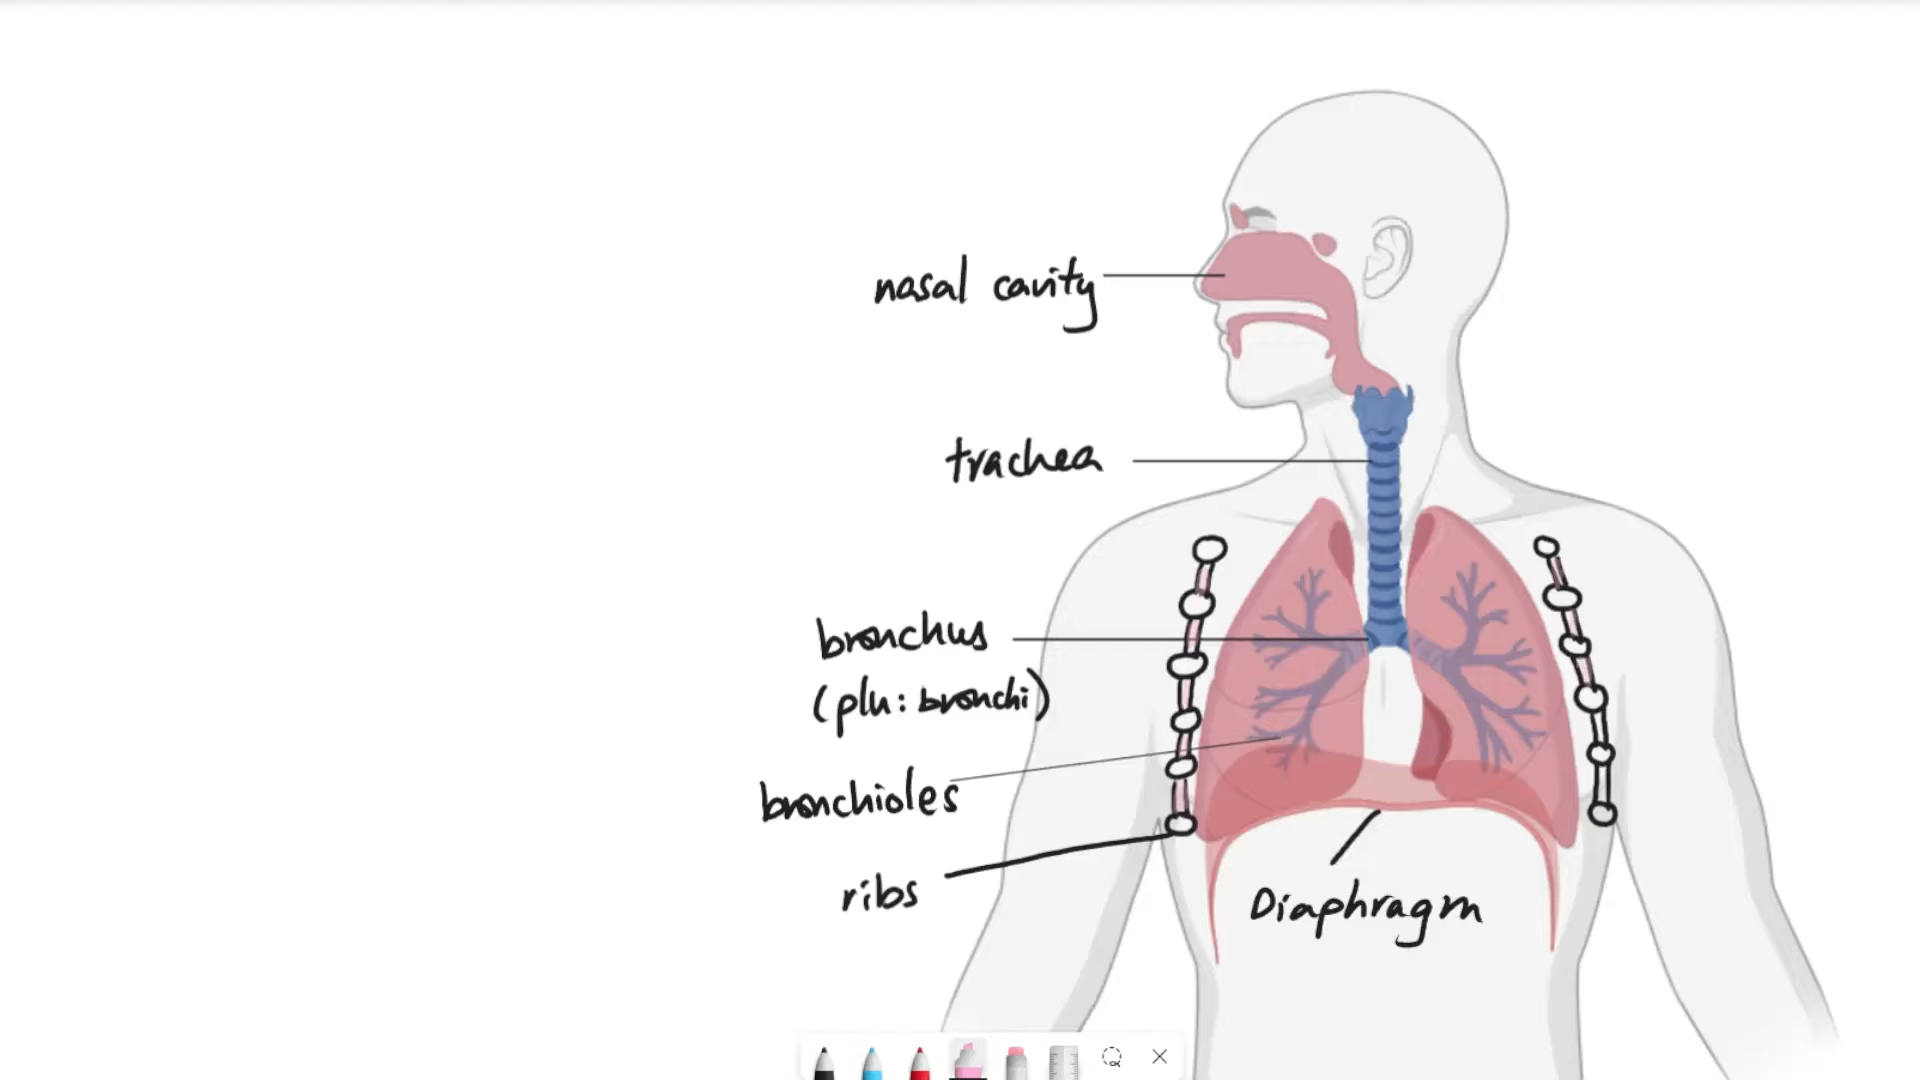 nasal cavity
trachea
bronchus
(plu: bronchi)
bronchioles
ribs
Diaphragm